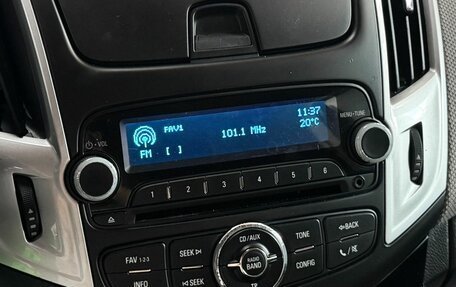 FAV1
11:37
101.1 MHz
20°C
FM [ ]
VOL
MENU TUNE
1 2 3 4 5 6
CD/AUX
FAV 1·2·3
SEEK
RADIO BAND
TONE
BACK
INFO
SEEK
TP
CONFIG